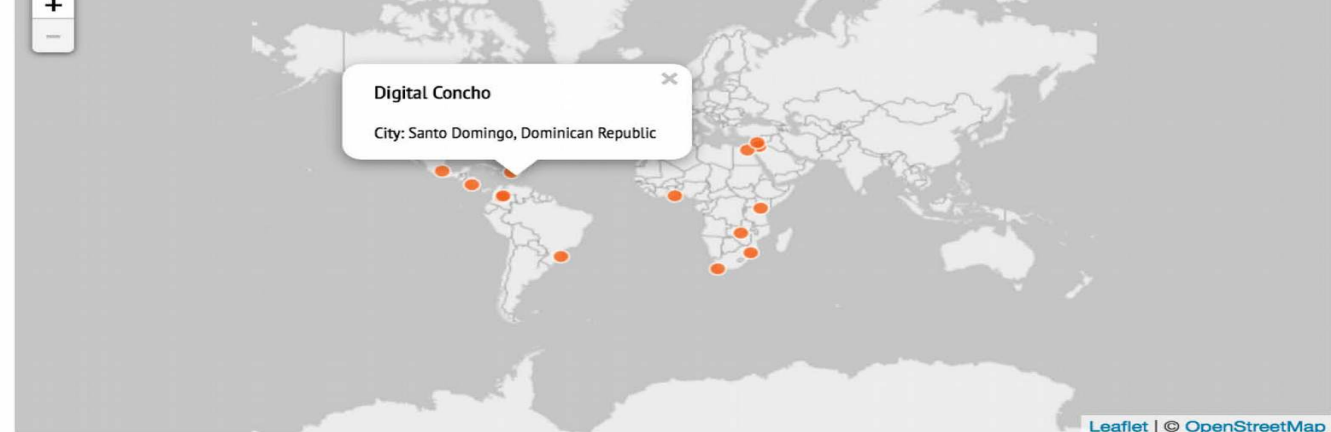 +
−
×
Digital Concho
City: Santo Domingo, Dominican Republic
Leaflet | © OpenStreetMap